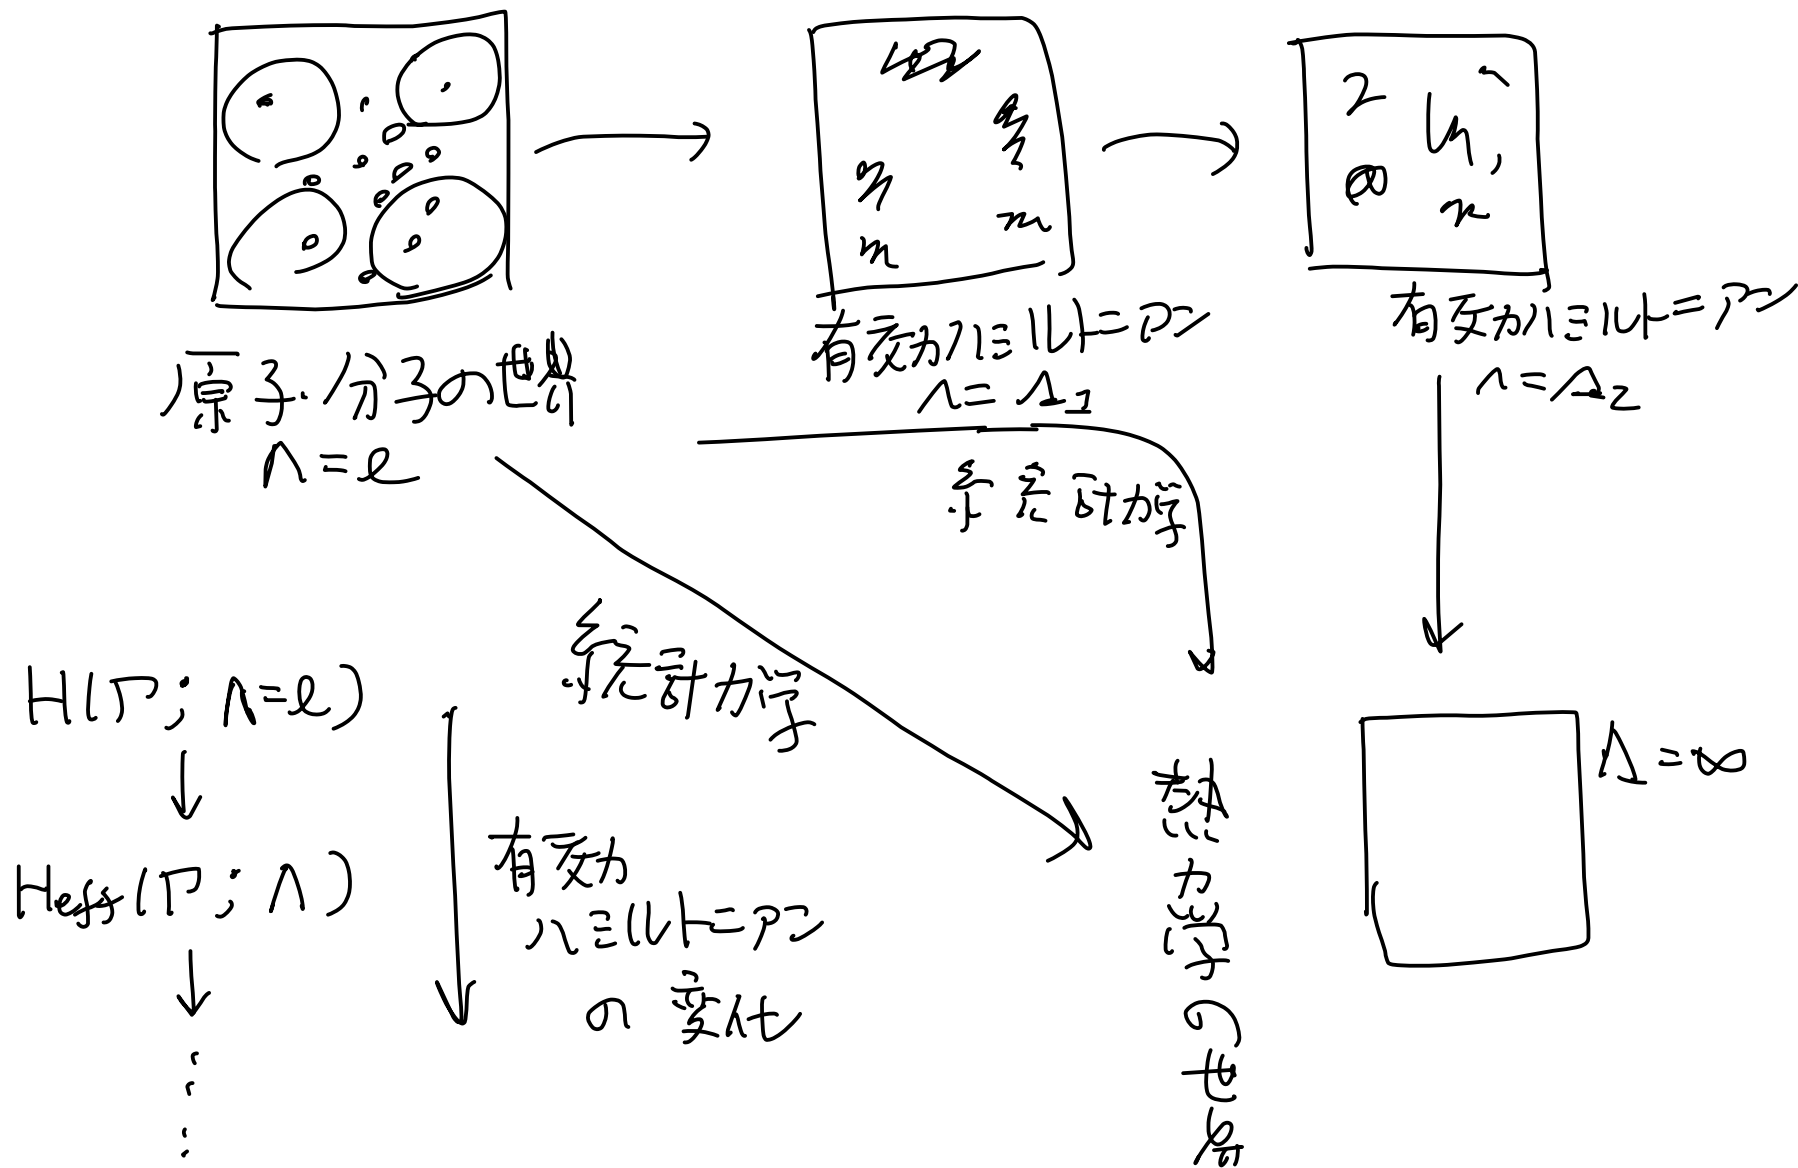 原子・分子の世界
Λ=ℓ
有効ハミルトニアン
Λ=Λ1
有効ハミルトニアン
Λ=Λ2
統計力学
統計力学
H(Γ; Λ=ℓ)
Heff(Γ; Λ)
有効
ハミルトニアン
の変化
熱力学の世界
Λ=∞